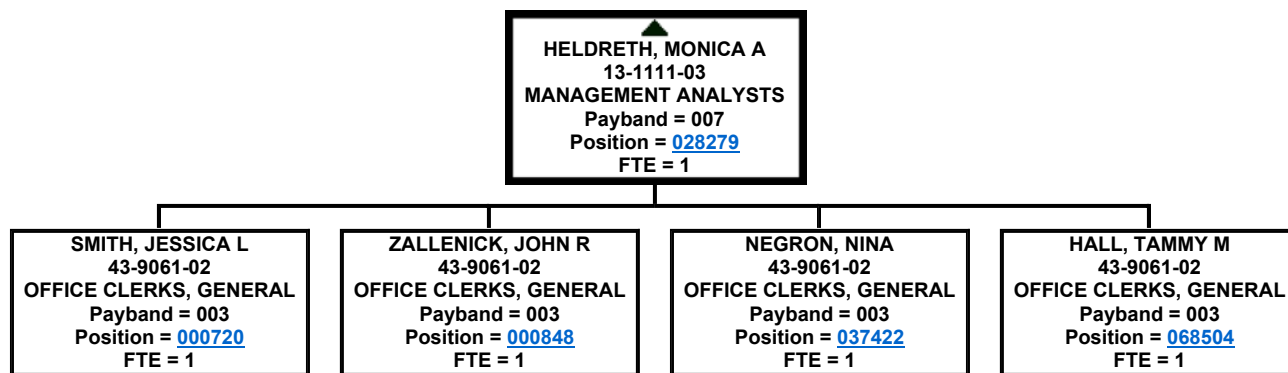 HELDRETH, MONICA A
13-1111-03
MANAGEMENT ANALYSTS
Payband = 007
Position = 028279
FTE = 1
SMITH, JESSICA L
43-9061-02
OFFICE CLERKS, GENERAL
Payband = 003
Position = 000720
FTE = 1
ZALLENICK, JOHN R
43-9061-02
OFFICE CLERKS, GENERAL
Payband = 003
Position = 000848
FTE = 1
NEGRON, NINA
43-9061-02
OFFICE CLERKS, GENERAL
Payband = 003
Position = 037422
FTE = 1
HALL, TAMMY M
43-9061-02
OFFICE CLERKS, GENERAL
Payband = 003
Position = 068504
FTE = 1